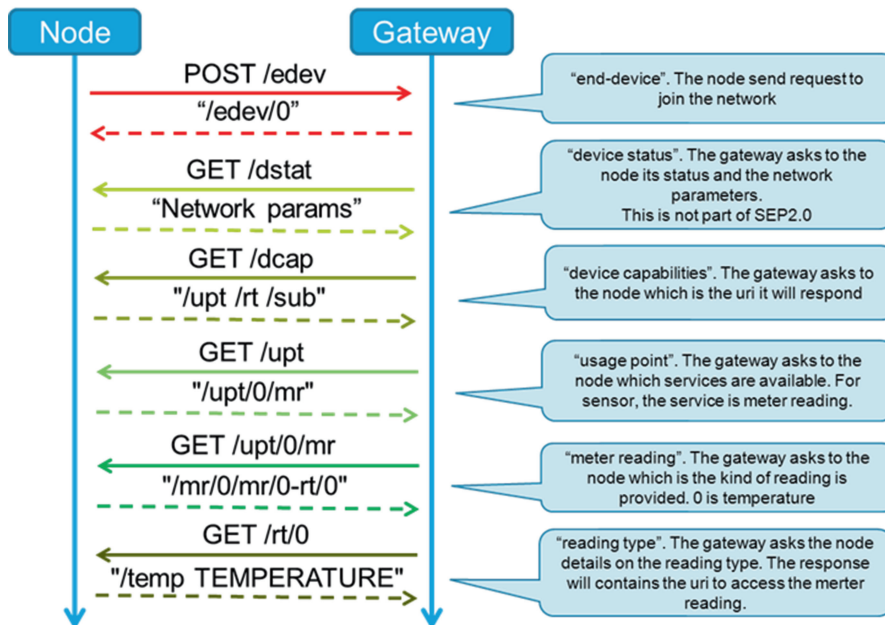 Node
Gateway
POST /edev
“/edev/0”
“end-device”. The node send request to
join the network
GET /dstat
“Network params”
“device status”. The gateway asks to the
node its status and the network
parameters.
This is not part of SEP2.0
GET /dcap
"/upt /rt /sub"
“device capabilities”. The gateway asks to
the node which is the uri it will respond
GET /upt
"/upt/0/mr"
“usage point”. The gateway asks to the
node which services are available. For
sensor, the service is meter reading.
GET /upt/0/mr
"/mr/0/mr/0-rt/0"
“meter reading”. The gateway asks to the
node which is the kind of reading is
provided. 0 is temperature
GET /rt/0
"/temp TEMPERATURE"
“reading type”. The gateway asks the node
details on the reading type. The response
will contains the uri to access the merter
reading.